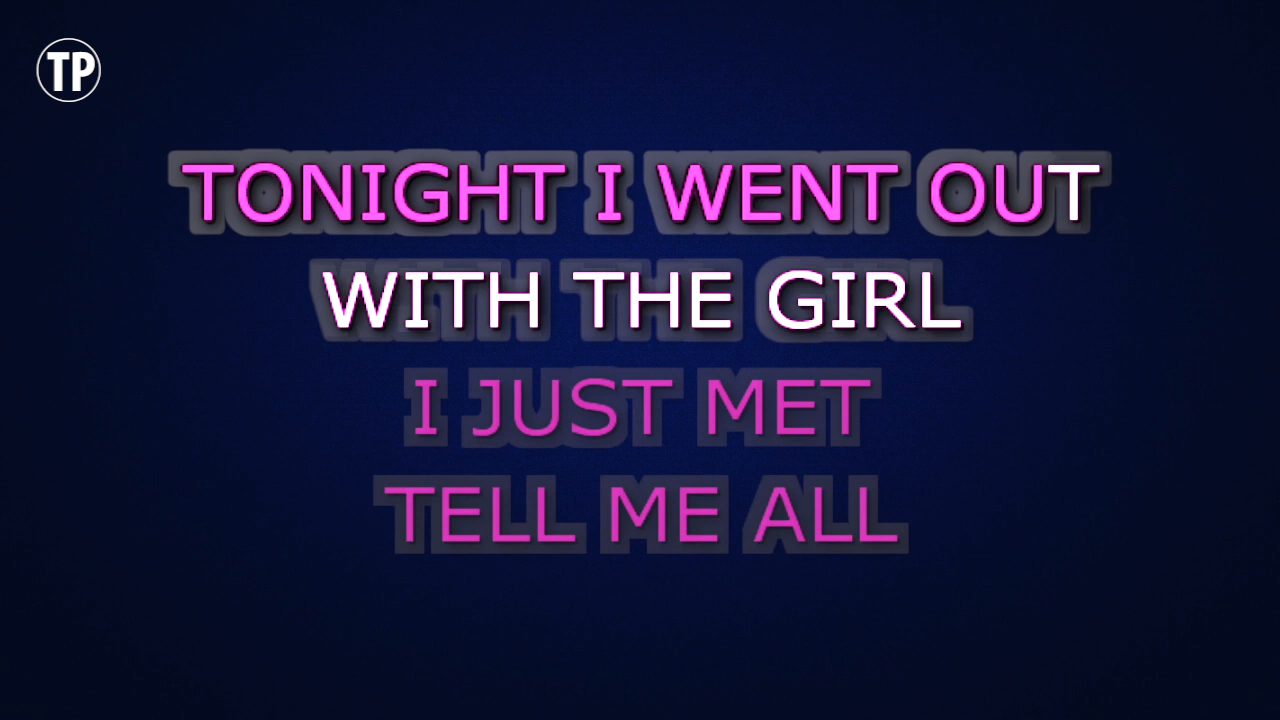 TP
TONIGHT I WENT OUT
WITH THE GIRL
I JUST MET
TELL ME ALL